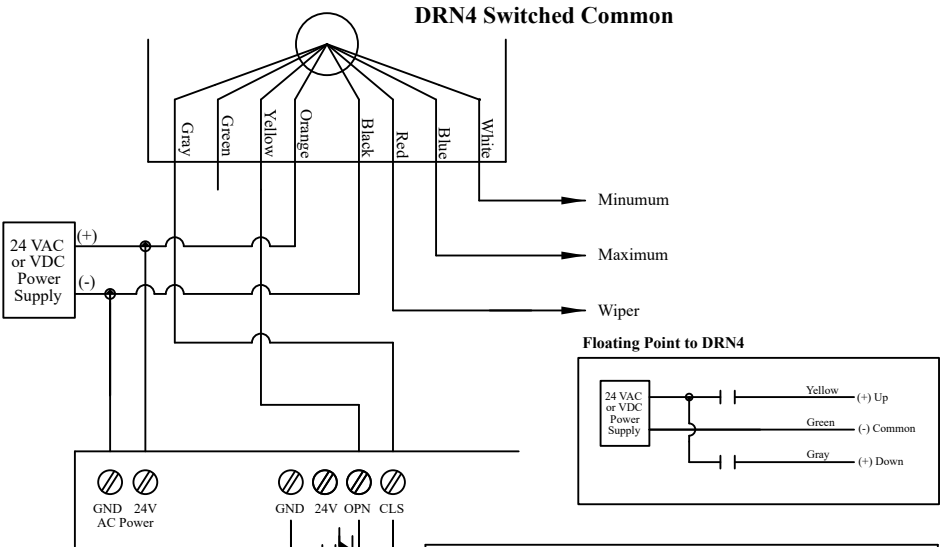 DRN4 Switched Common
Gray
Green
Yellow
Orange
Black
Red
Blue
White
Minumum
Maximum
Wiper
24 VAC
or VDC
Power
Supply
(+)
(-)
Floating Point to DRN4
24 VAC
or VDC
Power
Supply
Yellow
(+) Up
Green
(-) Common
Gray
(+) Down
GND 24V
AC Power
GND 24V OPN CLS